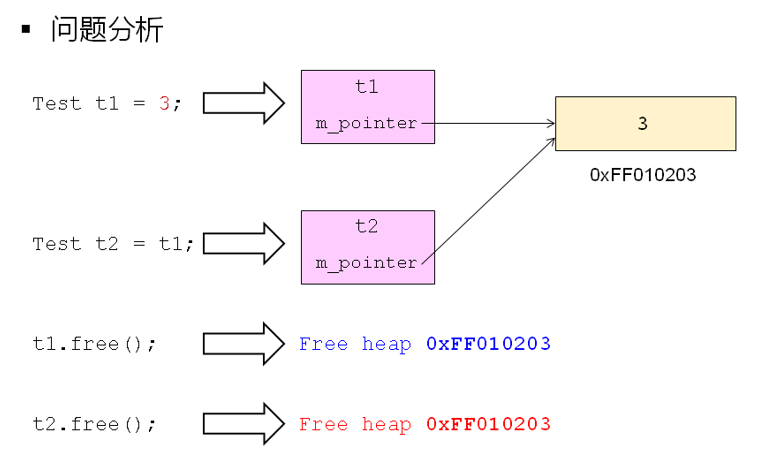 ▪ 问题分析
Test t1 = 3;
t1
m_pointer
3
0xFF010203
Test t2 = t1;
t2
m_pointer
t1.free();
Free heap 0xFF010203
t2.free();
Free heap 0xFF010203